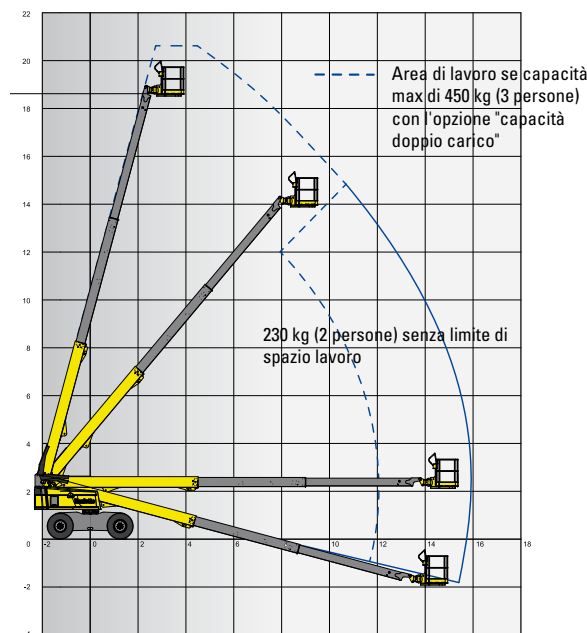 22
20
18
16
14
12
10
8
6
4
2
0
-2
-4
-2 0 2 4 6 8 10 12 14 16 18
Area di lavoro se capacità
max di 450 kg (3 persone)
con l'opzione "capacità
doppio carico"
230 kg (2 persone) senza limite di
spazio lavoro